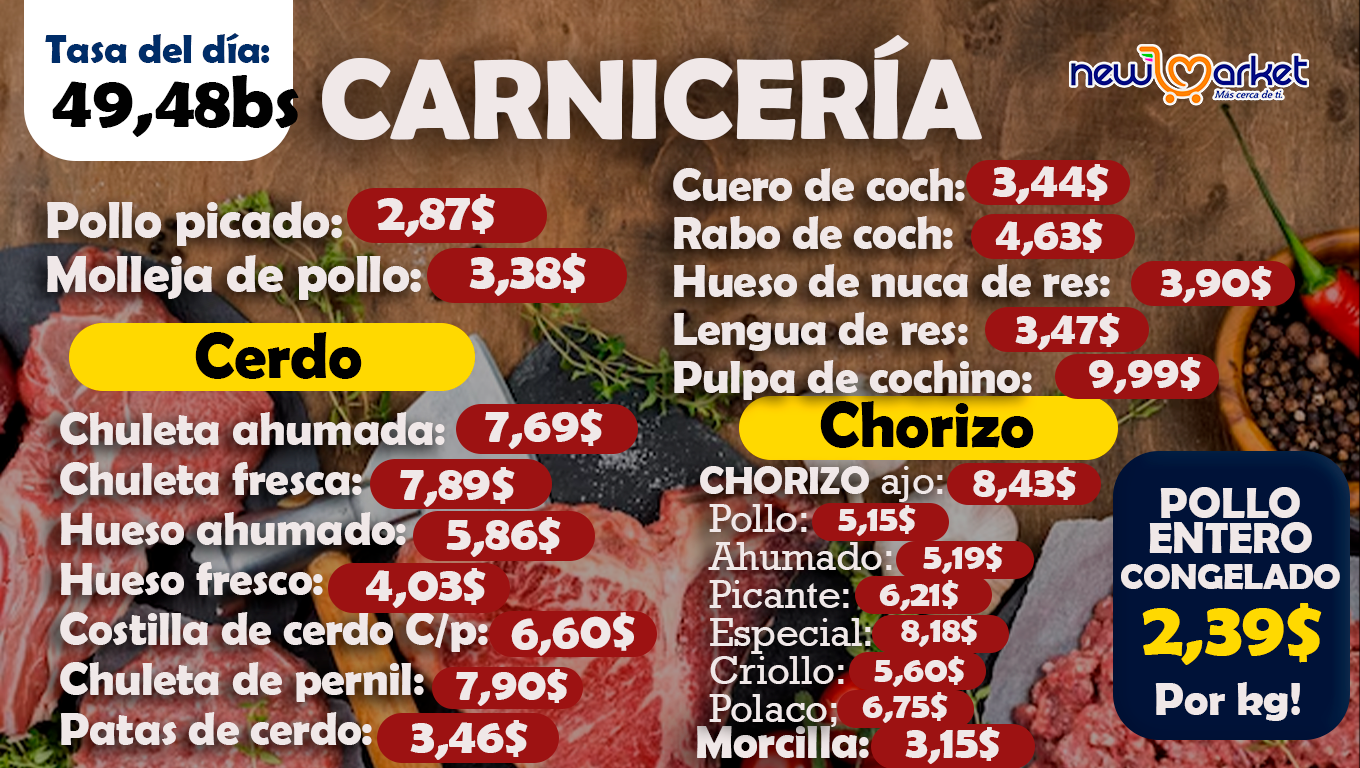 Tasa del día:
49,48bs
CARNICERÍA
new market
Más cerca de ti.
Pollo picado: 2,87$
Molleja de pollo: 3,38$
Cerdo
Chuleta ahumada: 7,69$
Chuleta fresca: 7,89$
Hueso ahumado: 5,86$
Hueso fresco: 4,03$
Costilla de cerdo C/p: 6,60$
Chuleta de pernil: 7,90$
Patas de cerdo: 3,46$
Cuero de coch: 3,44$
Rabo de coch: 4,63$
Hueso de nuca de res: 3,90$
Lengua de res: 3,47$
Pulpa de cochino: 9,99$
Chorizo
CHORIZO ajo: 8,43$
Pollo: 5,15$
Ahumado: 5,19$
Picante: 6,21$
Especial: 8,18$
Criollo: 5,60$
Polaco; 6,75$
Morcilla: 3,15$
POLLO
ENTERO
CONGELADO
2,39$
Por kg!